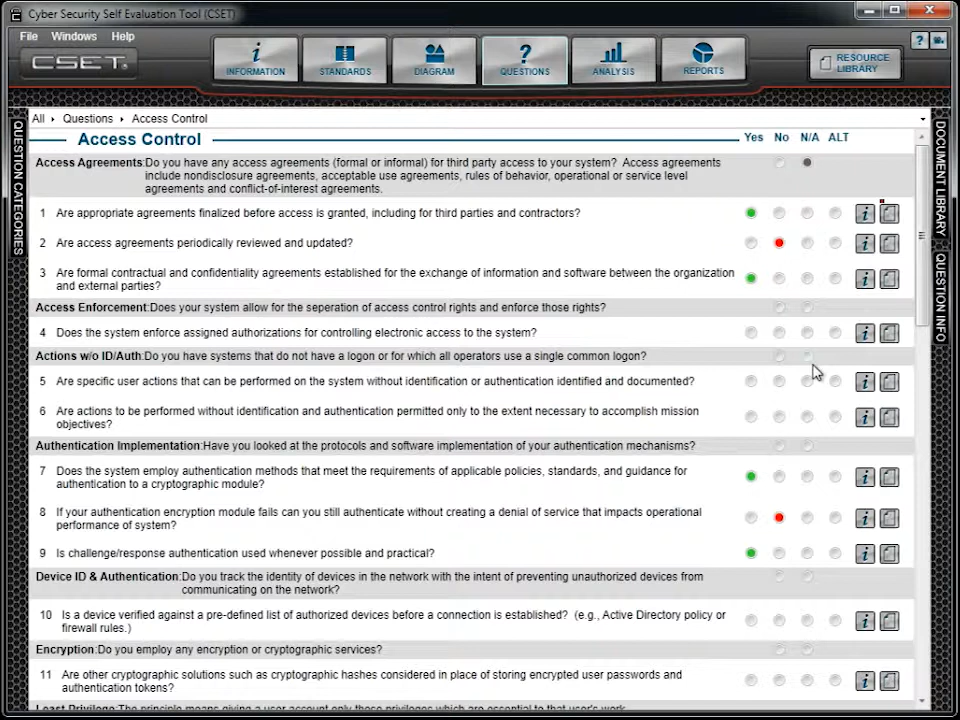 Cyber Security Self Evaluation Tool (CSET)
File Windows Help
CSET
INFORMATION
STANDARDS
DIAGRAM
QUESTIONS
ANALYSIS
REPORTS
RESOURCE
LIBRARY
All Questions Access Control
Access Control Yes No N/A ALT
Access Agreements:Do you have any access agreements (formal or informal) for third party access to your system? Access agreements
include nondisclosure agreements, acceptable use agreements, rules of behavior, operational or service level
agreements and conflict-of-interest agreements.
1 Are appropriate agreements finalized before access is granted, including for third parties and contractors?
2 Are access agreements periodically reviewed and updated?
3 Are formal contractual and confidentiality agreements established for the exchange of information and software between the organization
and external parties?
Access Enforcement:Does your system allow for the seperation of access control rights and enforce those rights?
4 Does the system enforce assigned authorizations for controlling electronic access to the system?
Actions w/o ID/Auth:Do you have systems that do not have a logon or for which all operators use a single common logon?
5 Are specific user actions that can be performed on the system without identification or authentication identified and documented?
6 Are actions to be performed without identification and authentication permitted only to the extent necessary to accomplish mission
objectives?
Authentication Implementation:Have you looked at the protocols and software implementation of your authentication mechanisms?
7 Does the system employ authentication methods that meet the requirements of applicable policies, standards, and guidance for
authentication to a cryptographic module?
8 If your authentication encryption module fails can you still authenticate without creating a denial of service that impacts operational
performance of system?
9 Is challenge/response authentication used whenever possible and practical?
Device ID & Authentication:Do you track the identity of devices in the network with the intent of preventing unauthorized devices from
communicating on the network?
10 Is a device verified against a pre-defined list of authorized devices before a connection is established? (e.g., Active Directory policy or
firewall rules.)
Encryption:Do you employ any encryption or cryptographic services?
11 Are other cryptographic solutions such as cryptographic hashes considered in place of storing encrypted user passwords and
authentication tokens?
Least Privilege:The principle means giving a user account only those privileges which are essential to that user's work.
QUESTION CATEGORIES
DOCUMENT LIBRARY
QUESTION INFO